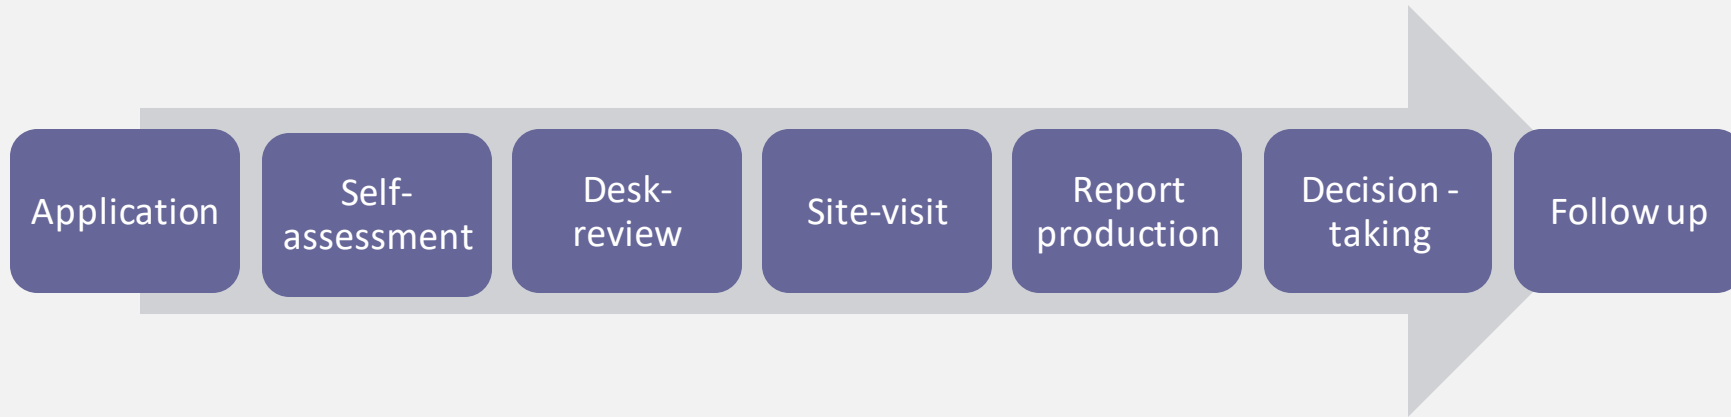 Application
Self-
assessment
Desk-
review
Site-visit
Report
production
Decision -
taking
Follow up